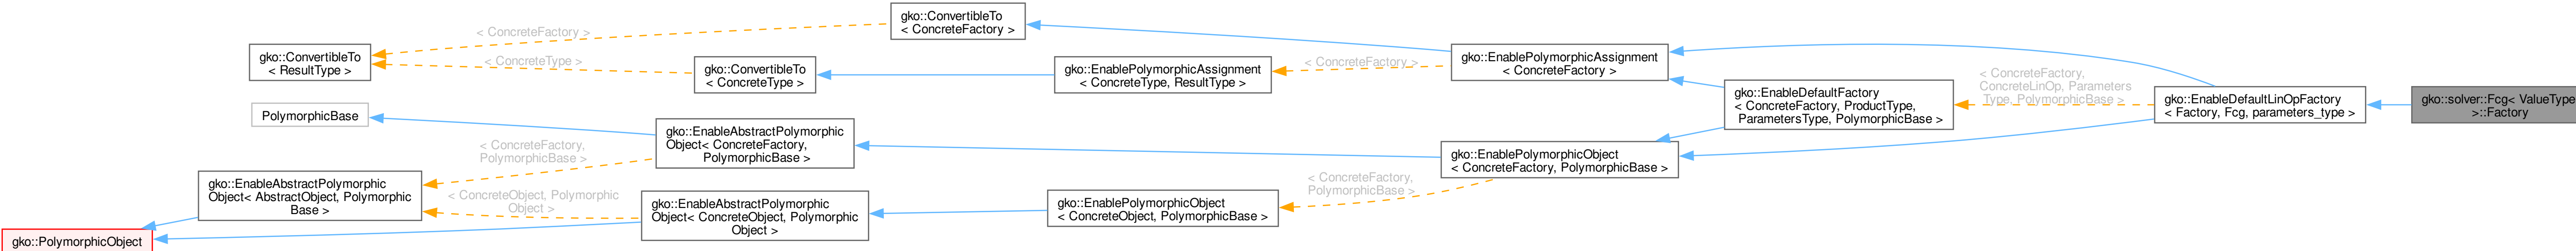 gko::ConvertibleTo
< ConcreteFactory >
< ConcreteFactory >
gko::ConvertibleTo
< ResultType >
< ConcreteType >
gko::ConvertibleTo
< ConcreteType >
gko::EnablePolymorphicAssignment
< ConcreteType, ResultType >
< ConcreteFactory >
gko::EnablePolymorphicAssignment
< ConcreteFactory >
gko::EnableDefaultFactory
< ConcreteFactory, ProductType,
ParametersType, PolymorphicBase >
< ConcreteFactory,
ConcreteLinOp, Parameters
Type, PolymorphicBase >
gko::EnableDefaultLinOpFactory
< Factory, Fcg, parameters_type >
gko::solver::Fcg< ValueType
>::Factory
PolymorphicBase
gko::EnableAbstractPolymorphic
Object< ConcreteFactory,
PolymorphicBase >
< ConcreteFactory,
PolymorphicBase >
gko::EnablePolymorphicObject
< ConcreteFactory, PolymorphicBase >
gko::EnableAbstractPolymorphic
Object< AbstractObject, Polymorphic
Base >
< ConcreteObject, Polymorphic
Object >
gko::EnableAbstractPolymorphic
Object< ConcreteObject, Polymorphic
Object >
gko::EnablePolymorphicObject
< ConcreteObject, PolymorphicBase >
< ConcreteFactory,
PolymorphicBase >
gko::PolymorphicObject